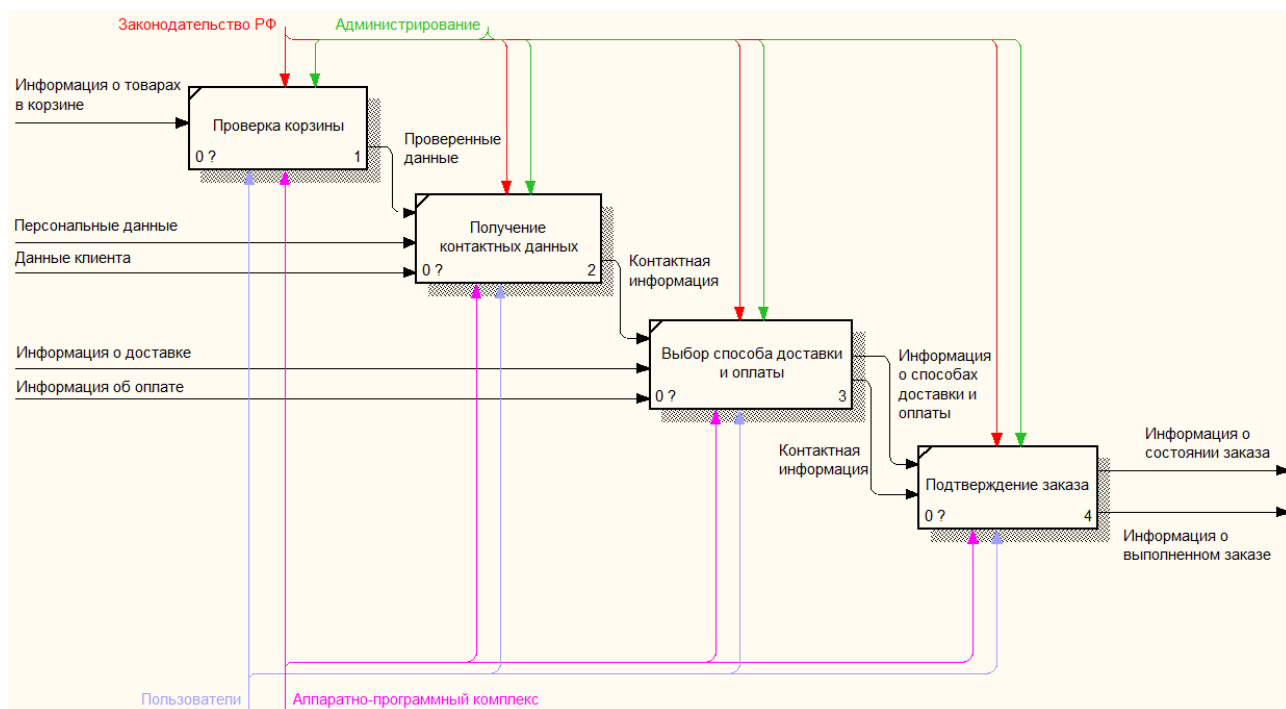 Законодательство РФ
Администрирование
Информация о товарах
в корзине
Проверка корзины
0 ?
1
Проверенные
данные
Персональные данные
Данные клиента
Получение
контактных данных
0 ?
2
Контактная
информация
Информация о доставке
Информация об оплате
Выбор способа доставки
и оплаты
0 ?
3
Информация
о способах
доставки и
оплаты
Контактная
информация
Подтверждение заказа
0 ?
4
Информация о
состоянии заказа
Информация о
выполненном заказе
Пользователи
Аппаратно-программный комплекс